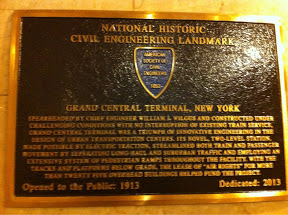 NATIONAL HISTORIC
CIVIL ENGINEERING LANDMARK
AMERICAN
SOCIETY OF
CIVIL
ENGINEERS
1852
GRAND CENTRAL TERMINAL, NEW YORK
SPEARHEADED BY CHIEF ENGINEER WILLIAM J. WILGUS AND CONSTRUCTED UNDER
CHALLENGING CONDITIONS WITH NO INTERRUPTION OF EXISTING TRAIN SERVICE,
GRAND CENTRAL TERMINAL WAS A TRIUMPH OF INNOVATIVE ENGINEERING IN THE
DESIGN OF URBAN TRANSPORTATION CENTERS. ITS NOVEL, TWO-LEVEL STATION,
MADE POSSIBLE BY ELECTRIC TRACTION, STREAMLINED BOTH TRAIN AND PASSENGER
MOVEMENT BY SEPARATING LONG-HAUL AND SUBURBAN TRAFFIC AND EMPLOYING AN
EXTENSIVE SYSTEM OF PEDESTRIAN RAMPS THROUGHOUT THE FACILITY. WITH THE
TRACKS AND PLATFORMS BELOW GRADE, THE LEASE OF "AIR RIGHTS" FOR MORE
THAN TWENTY FIVE OVERHEAD BUILDINGS HELPED FUND THE PROJECT.
Opened to the Public: 1913 Dedicated: 2013